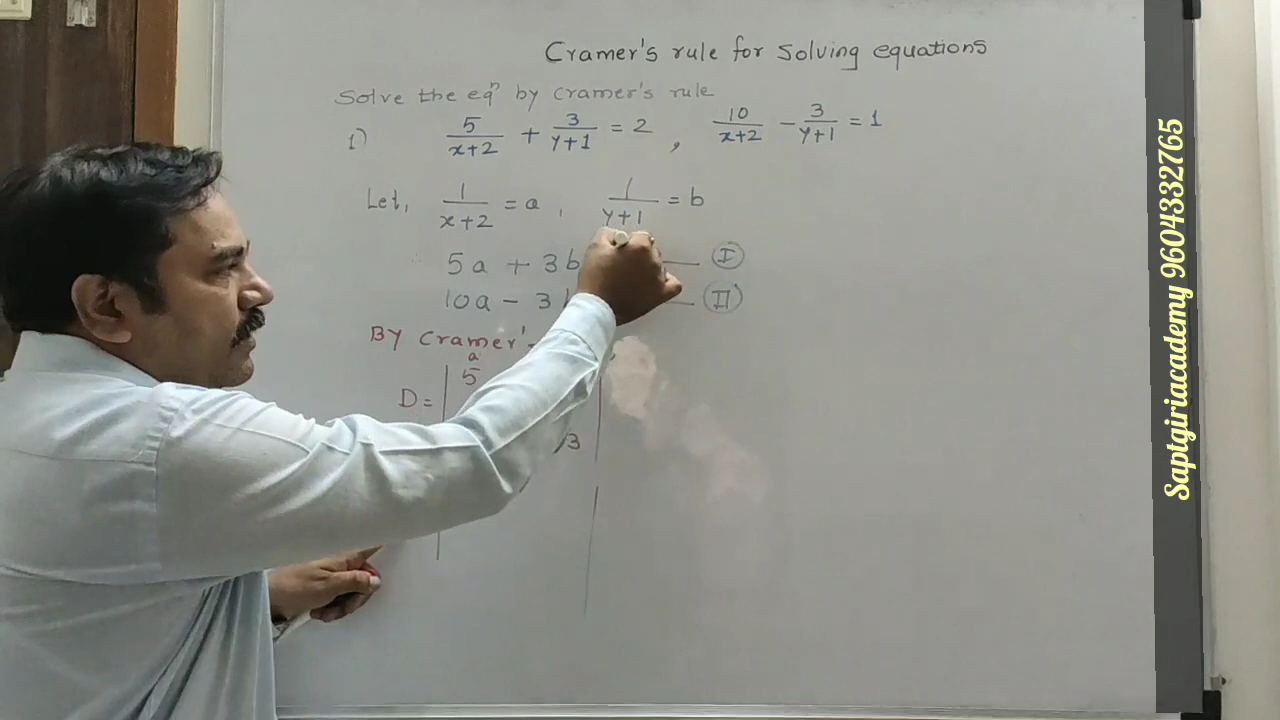 Cramer's rule for solving equations
Solve the eqⁿ by cramer's rule
1) 5/(x+2) + 3/(y+1) = 2 , 10/(x+2) - 3/(y+1) = 1
Let, 1/(x+2) = a , 1/(y+1) = b
5a + 3b — I
10a - 3 — II
By Cramer'
a
5
D =
3
Saptgiriacademy 9604332765